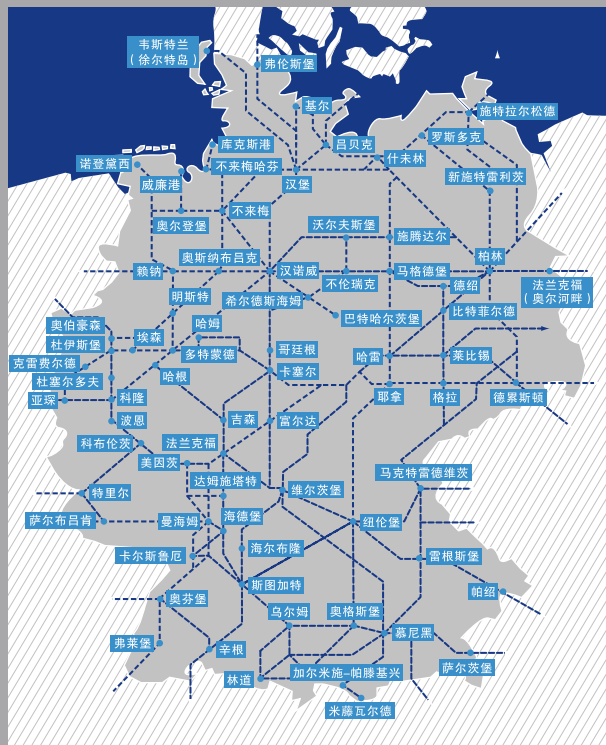 韦斯特兰
(徐尔特岛)
弗伦斯堡
基尔
施特拉尔松德
库克斯港
吕贝克
罗斯多克
诺登黛西
不来梅哈芬
什未林
威廉港
汉堡
新施特雷利茨
不来梅
奥尔登堡
沃尔夫斯堡
施腾达尔
奥斯纳布吕克
柏林
赖钠
汉诺威
马格德堡
不伦瑞克
德绍
法兰克福
(奥尔河畔)
明斯特
希尔德斯海姆
比特菲尔德
巴特哈尔茨堡
奥伯豪森
哈姆
杜伊斯堡
埃森
多特蒙德
哥廷根
哈雷
莱比锡
克雷费尔德
哈根
卡塞尔
杜塞尔多夫
亚琛
科隆
耶拿
格拉
德累斯顿
波恩
吉森
富尔达
科布伦茨
法兰克福
美因茨
马克特雷德维茨
达姆施塔特
特里尔
维尔茨堡
萨尔布吕肯
曼海姆
海德堡
纽伦堡
卡尔斯鲁厄
海尔布隆
雷根斯堡
斯图加特
帕绍
奥芬堡
乌尔姆
奥格斯堡
慕尼黑
弗莱堡
辛根
萨尔茨堡
林道
加尔米施-帕滕基兴
米藤瓦尔德